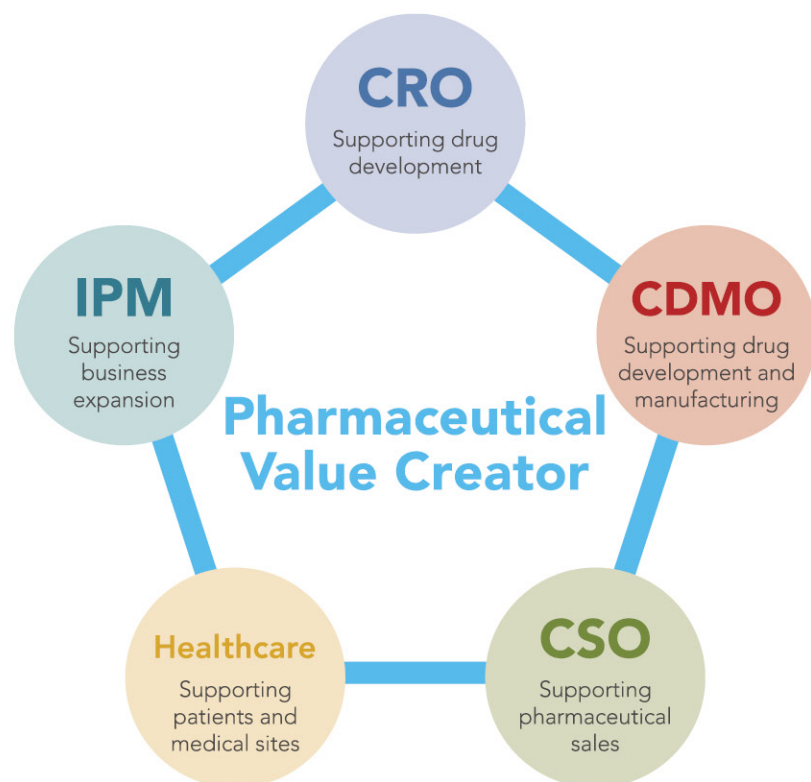 CRO
Supporting drug
development
IPM
Supporting
business
expansion
CDMO
Supporting drug
development and
manufacturing
Pharmaceutical
Value Creator
Healthcare
Supporting
patients and
medical sites
CSO
Supporting
pharmaceutical
sales